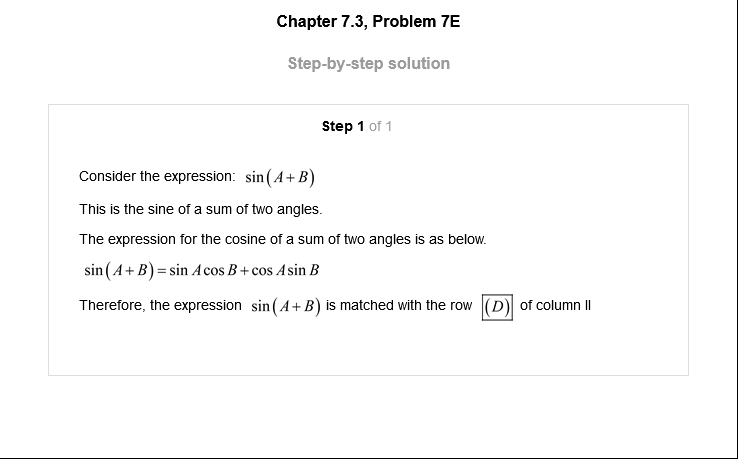 Chapter 7.3, Problem 7E
Step-by-step solution
Step 1 of 1
Consider the expression: sin(A+B)
This is the sine of a sum of two angles.
The expression for the cosine of a sum of two angles is as below.
sin(A+B)=sin A cos B+cos A sin B
Therefore, the expression sin(A+B) is matched with the row (D) of column II